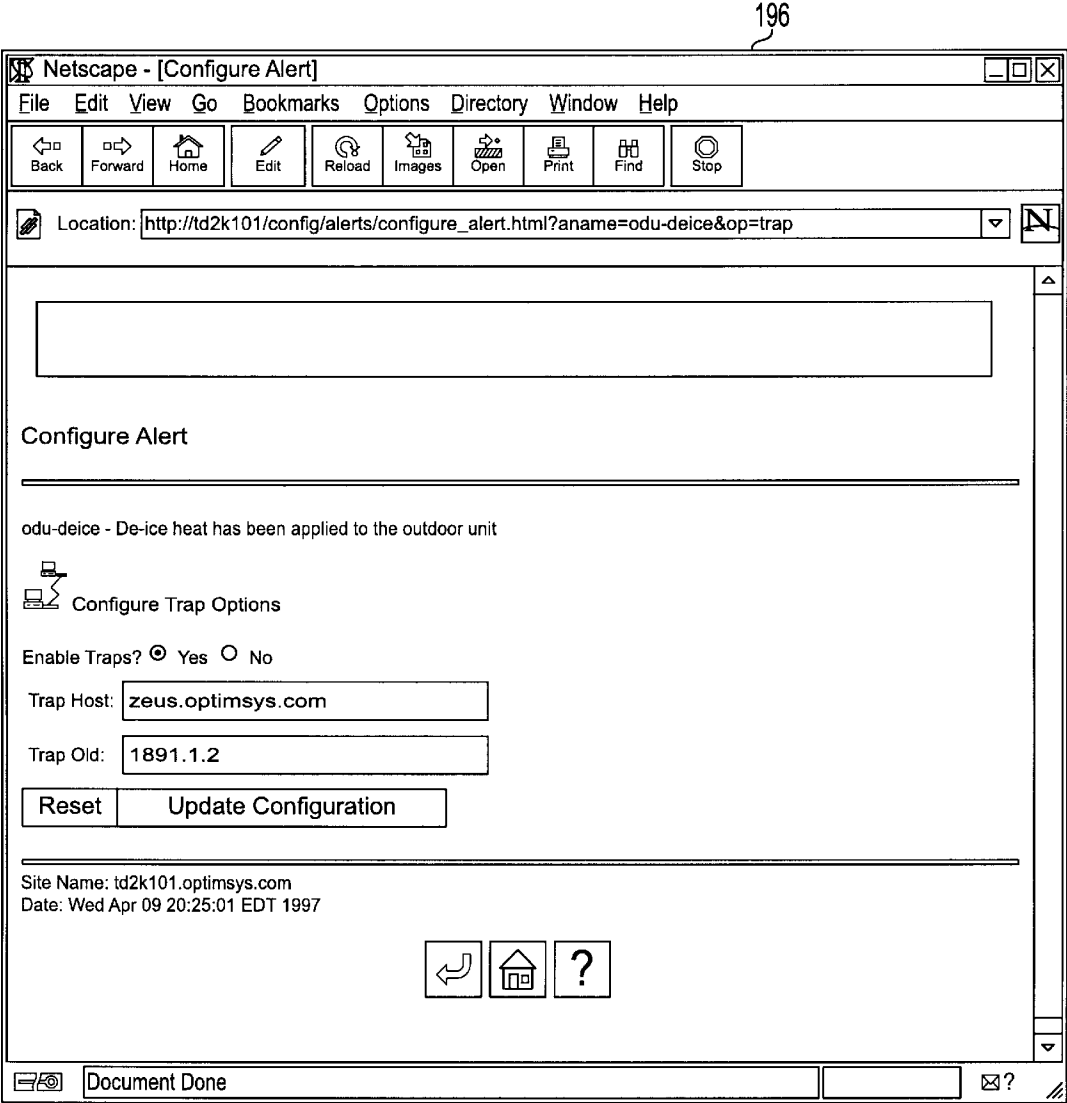 196
Netscape - [Configure Alert]
File Edit View Go Bookmarks Options Directory Window Help
Back Forward Home Edit Reload Images Open Print Find Stop
Location: http://td2k101/config/alerts/configure_alert.html?aname=odu-deice&op=trap
N
Configure Alert
odu-deice - De-ice heat has been applied to the outdoor unit
Configure Trap Options
Enable Traps? Yes No
Trap Host: zeus.optimsys.com
Trap Old: 1891.1.2
Reset Update Configuration
Site Name: td2k101.optimsys.com
Date: Wed Apr 09 20:25:01 EDT 1997
?
Document Done ?